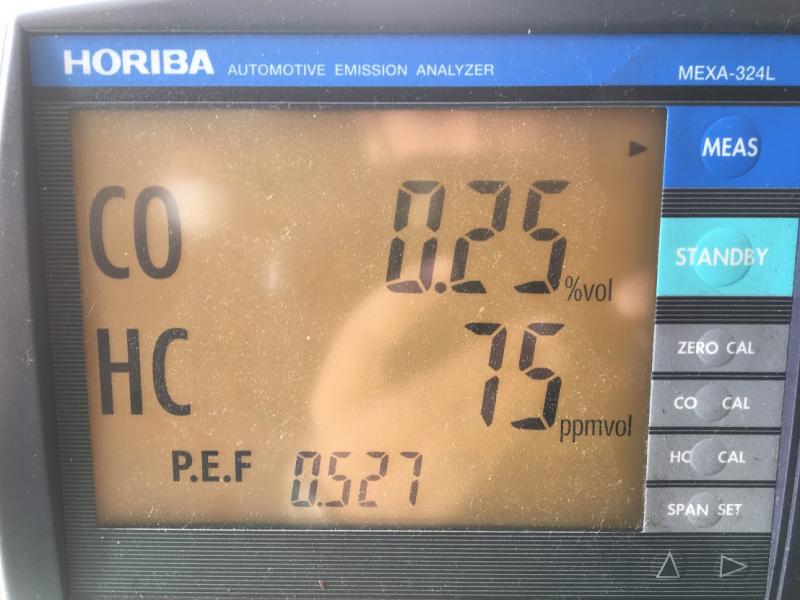 HORIBA AUTOMOTIVE EMISSION ANALYZER MEXA-324L
MEAS
CO 0.25 %vol
STANDBY
HC 75 ppmvol
ZERO CAL
CO CAL
HC CAL
P.E.F 0.527
SPAN SET